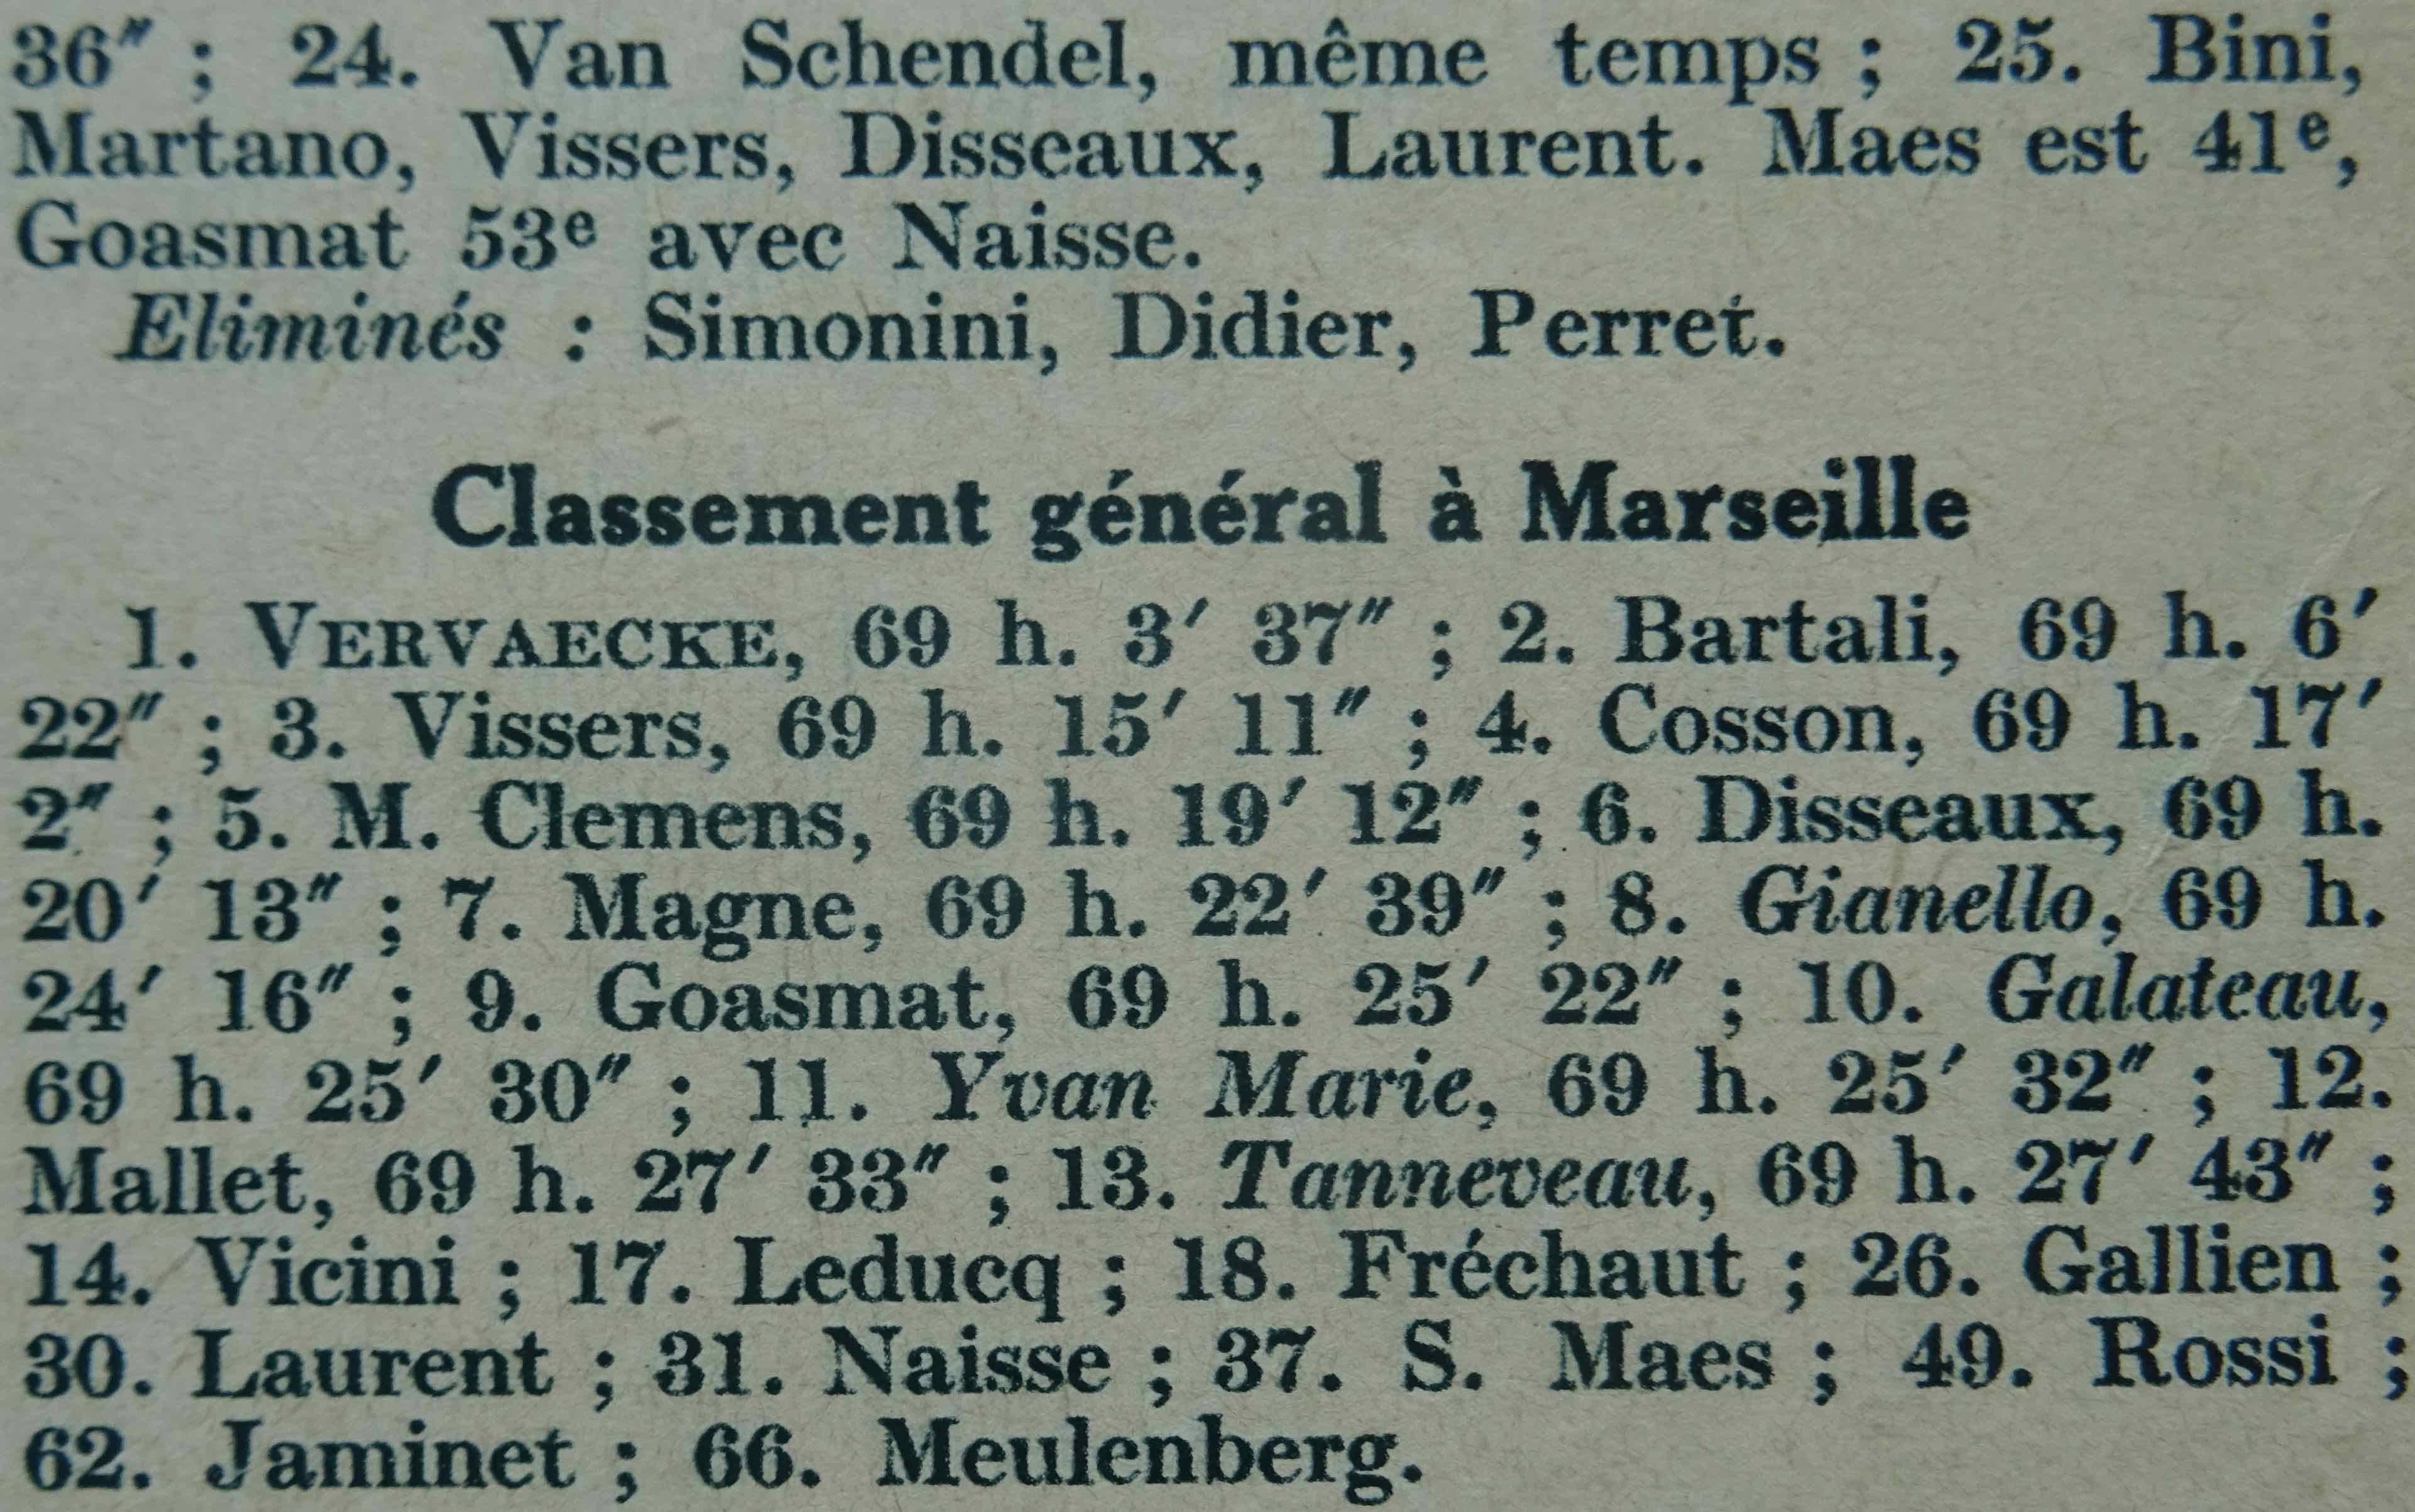 36″ ; 24. Van Schendel, même temps ; 25. Bini,
Martano, Vissers, Disseaux, Laurent. Maes est 41e,
Goasmat 53e avec Naisse.
Eliminés : Simonini, Didier, Perret.
Classement général à Marseille
1. VERVAECKE, 69 h. 3′ 37″ ; 2. Bartali, 69 h. 6′
22″ ; 3. Vissers, 69 h. 15′ 11″ ; 4. Cosson, 69 h. 17′
2″ ; 5. M. Clemens, 69 h. 19′ 12″ ; 6. Disseaux, 69 h.
20′ 13″ ; 7. Magne, 69 h. 22′ 39″ ; 8. Gianello, 69 h.
24′ 16″ ; 9. Goasmat, 69 h. 25′ 22″ ; 10. Galateau,
69 h. 25′ 30″ ; 11. Yvan Marie, 69 h. 25′ 32″ ; 12.
Mallet, 69 h. 27′ 33″ ; 13. Tanneveau, 69 h. 27′ 43″ ;
14. Vicini ; 17. Leducq ; 18. Fréchaut ; 26. Gallien ;
30. Laurent ; 31. Naisse ; 37. S. Maes ; 49. Rossi ;
62. Jaminet ; 66. Meulenberg.